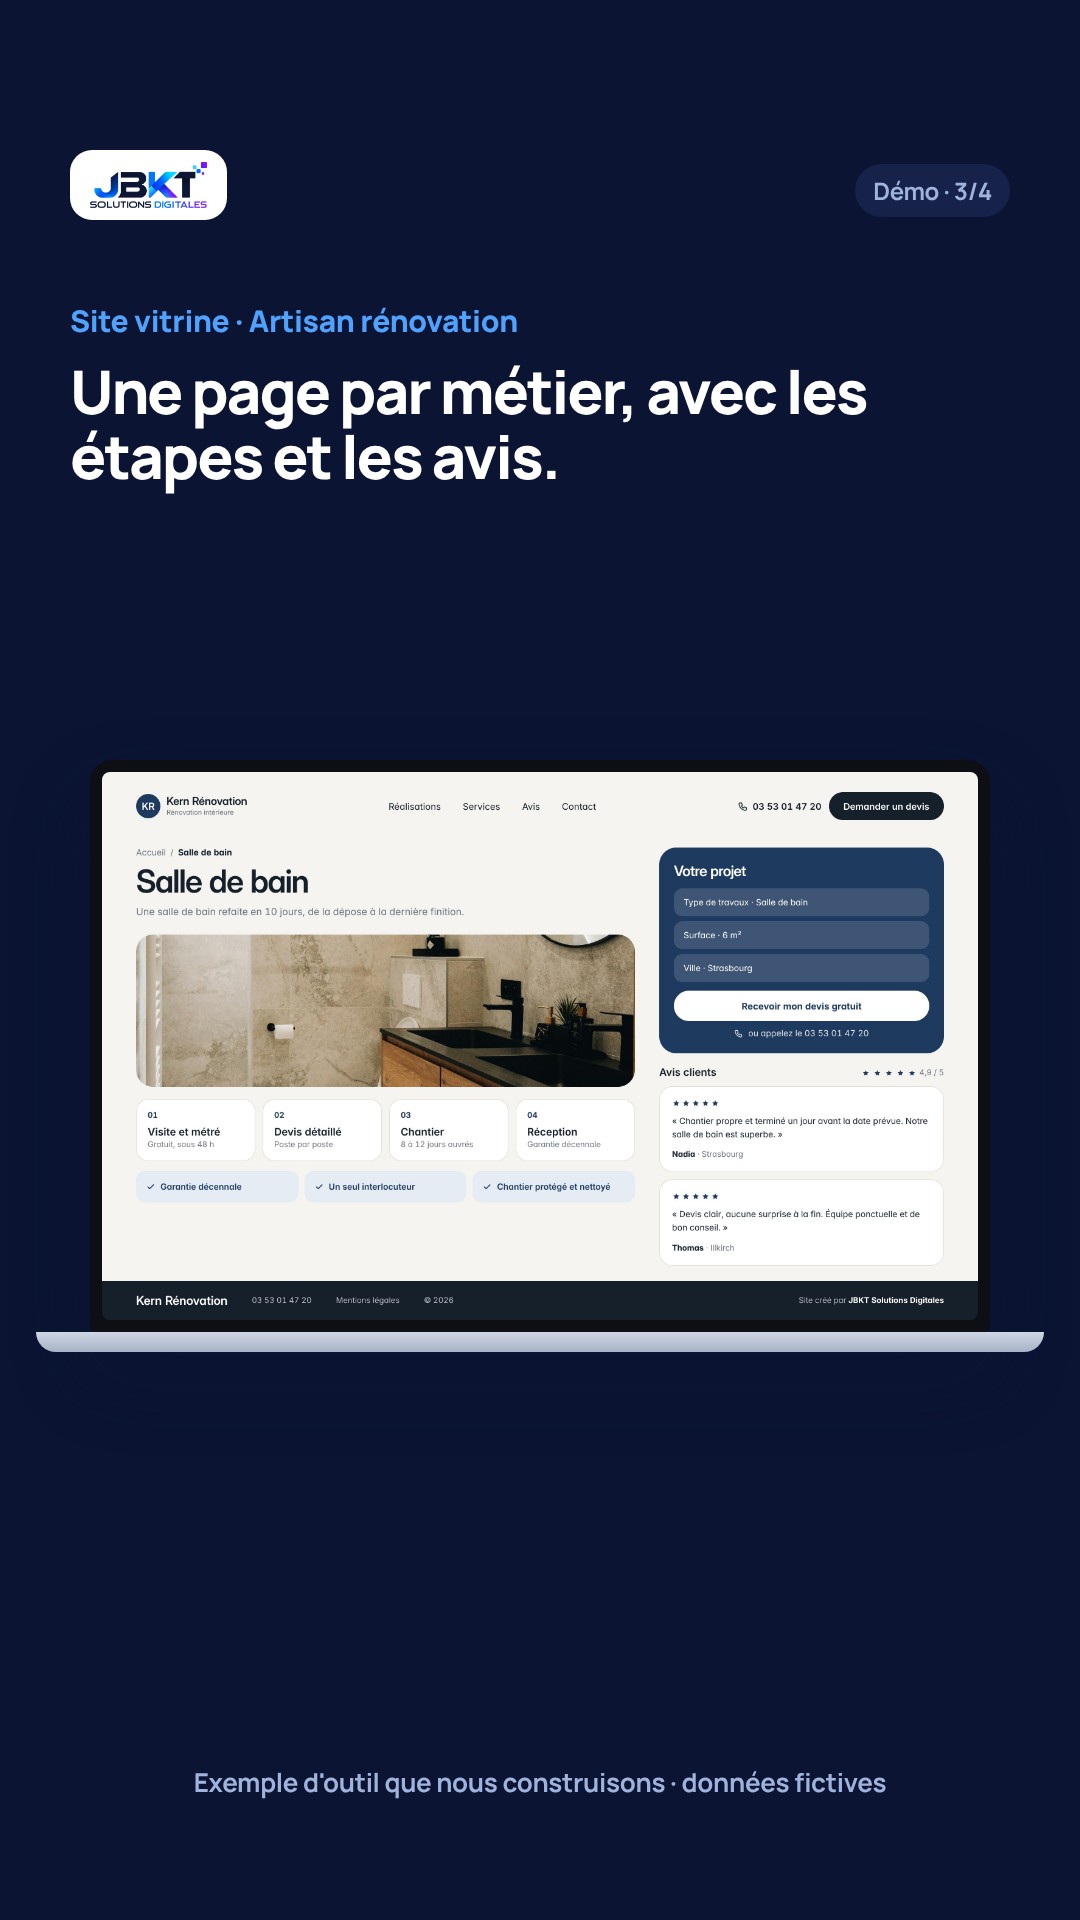 JBKT
SOLUTIONS DIGITALES
Démo · 3/4
Site vitrine · Artisan rénovation
Une page par métier, avec les
étapes et les avis.
KR
Kern Rénovation
Rénovation intérieure
Réalisations
Services
Avis
Contact
03 53 01 47 20
Demander un devis
Accueil / Salle de bain
Salle de bain
Une salle de bain refaite en 10 jours, de la dépose à la dernière finition.
01
Visite et métré
Gratuit, sous 48 h
02
Devis détaillé
Poste par poste
03
Chantier
8 à 12 jours ouvrés
04
Réception
Garantie décennale
Garantie décennale
Un seul interlocuteur
Chantier protégé et nettoyé
Votre projet
Type de travaux · Salle de bain
Surface · 6 m²
Ville · Strasbourg
Recevoir mon devis gratuit
ou appelez le 03 53 01 47 20
Avis clients
★ ★ ★ ★ ★ 4,9 / 5
★ ★ ★ ★ ★
« Chantier propre et terminé un jour avant la date prévue. Notre
salle de bain est superbe. »
Nadia · Strasbourg
★ ★ ★ ★ ★
« Devis clair, aucune surprise à la fin. Équipe ponctuelle et de
bon conseil. »
Thomas · Illkirch
Kern Rénovation
03 53 01 47 20
Mentions légales
© 2026
Site créé par JBKT Solutions Digitales
Exemple d'outil que nous construisons · données fictives